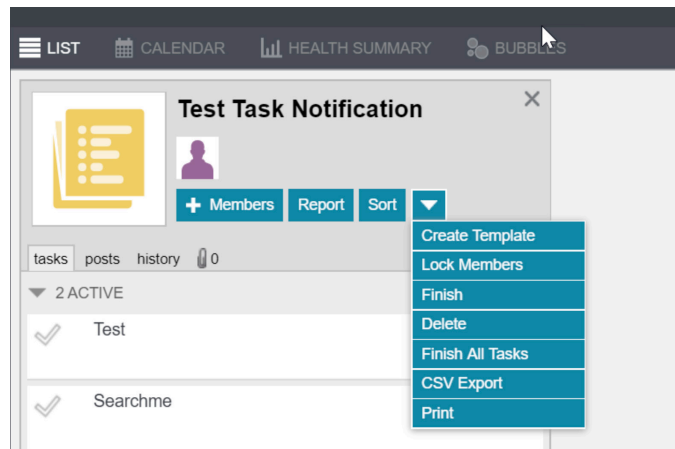 LIST CALENDAR HEALTH SUMMARY BUBBLES
Test Task Notification
Members Report Sort
Create Template
Lock Members
Finish
Delete
Finish All Tasks
CSV Export
Print
tasks posts history 0
2 ACTIVE
Test
Searchme